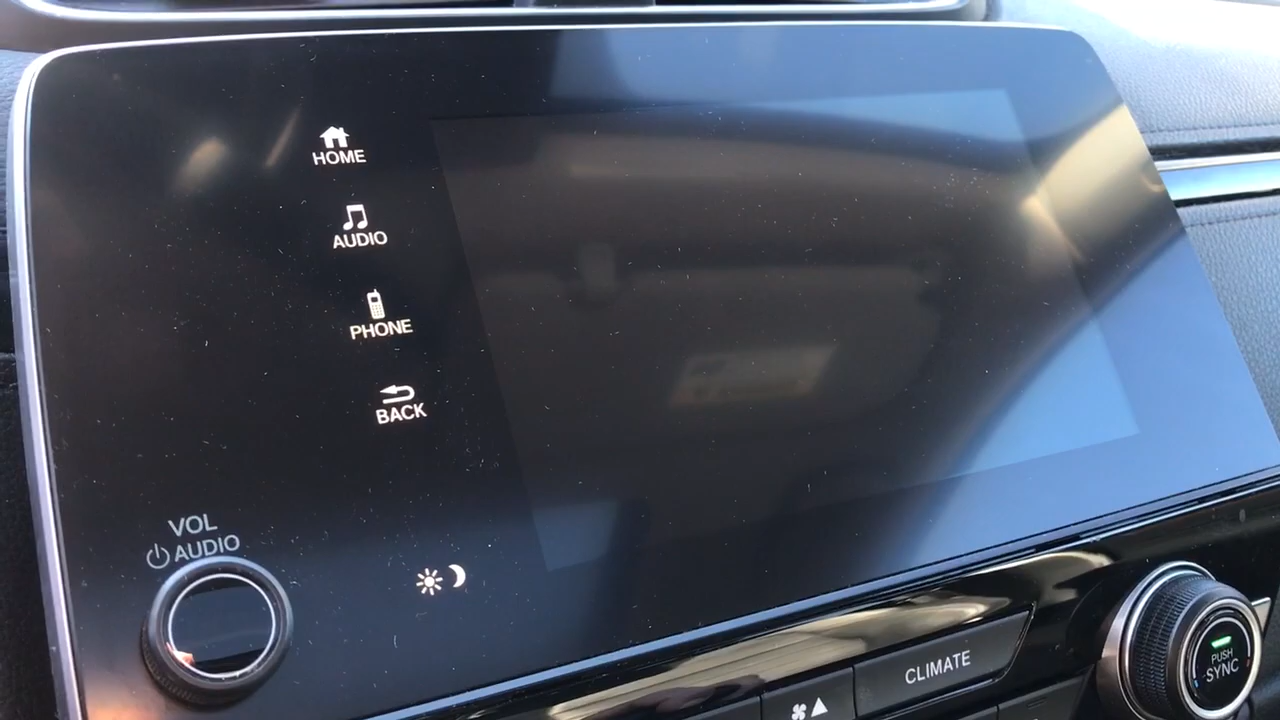 HOME
AUDIO
PHONE
BACK
VOL
AUDIO
CLIMATE
PUSH
SYNC